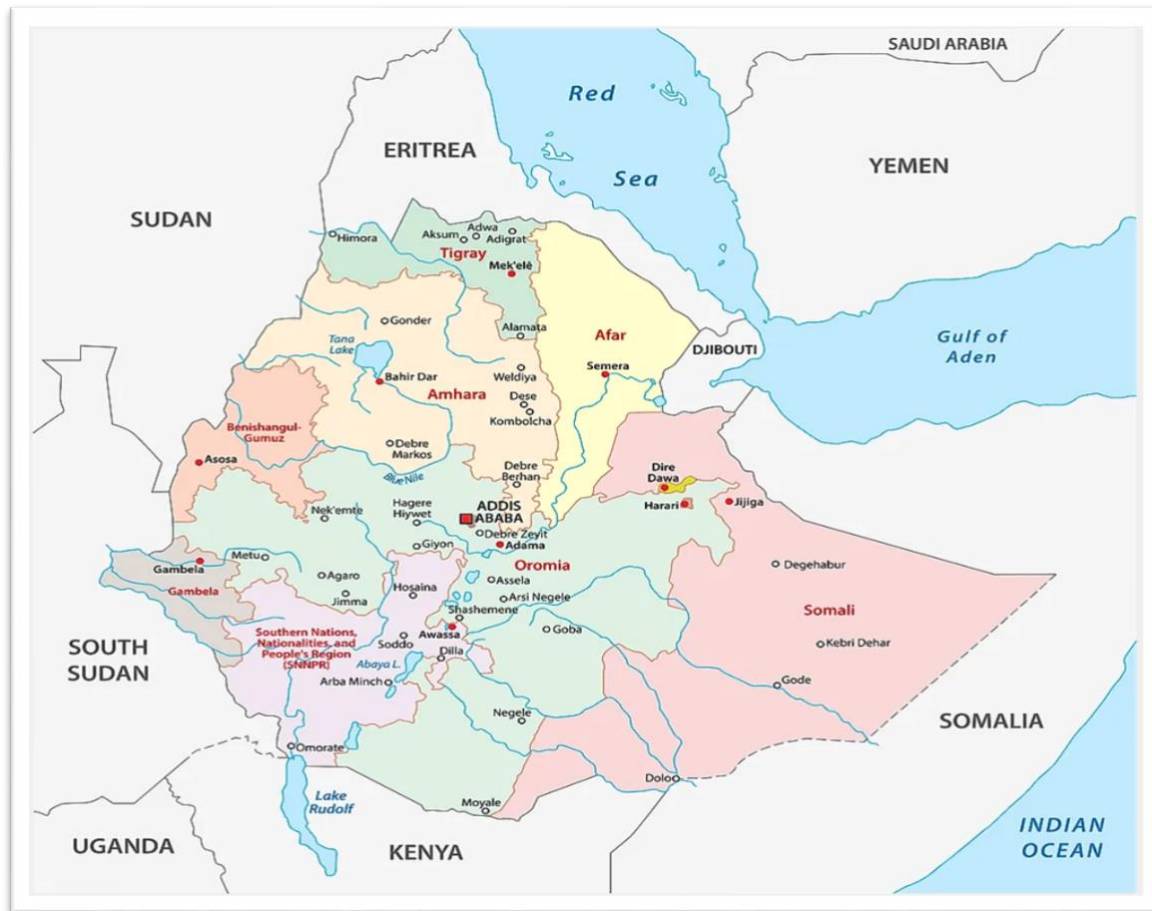 SAUDI ARABIA
Red
Sea
ERITREA
YEMEN
SUDAN
Himora
Aksum
Adwa
Adigrat
Tigray
Mek'elè
Gonder
Alamata
Afar
DJIBOUTI
Gulf of
Aden
Tana
Lake
Bahir Dar
Weldiya
Semera
Amhara
Dese
Kombolcha
Benishangul-
Gumuz
Asosa
Debre
Markos
Blue Nile
Debre
Berhan
Dire
Dawa
Harari
Jijiga
Nek'emte
Hagere
Hiywet
ADDIS
ABABA
Debre Zeyit
Giyon
Adama
Oromia
Metu
Gambela
Gambela
Agaro
Jimma
Hosaina
Assela
Arsi Negele
Degehabur
Shashemene
Somali
Awassa
Goba
Southern Nations,
Nationalities, and
People's Region
(SNNPR)
Soddo
Dilla
Kebri Dehar
Abaya L.
Arba Minch
Gode
SOUTH
SUDAN
Negele
SOMALIA
Omorate
Dolo
Lake
Rudolf
Moyale
UGANDA
KENYA
INDIAN
OCEAN